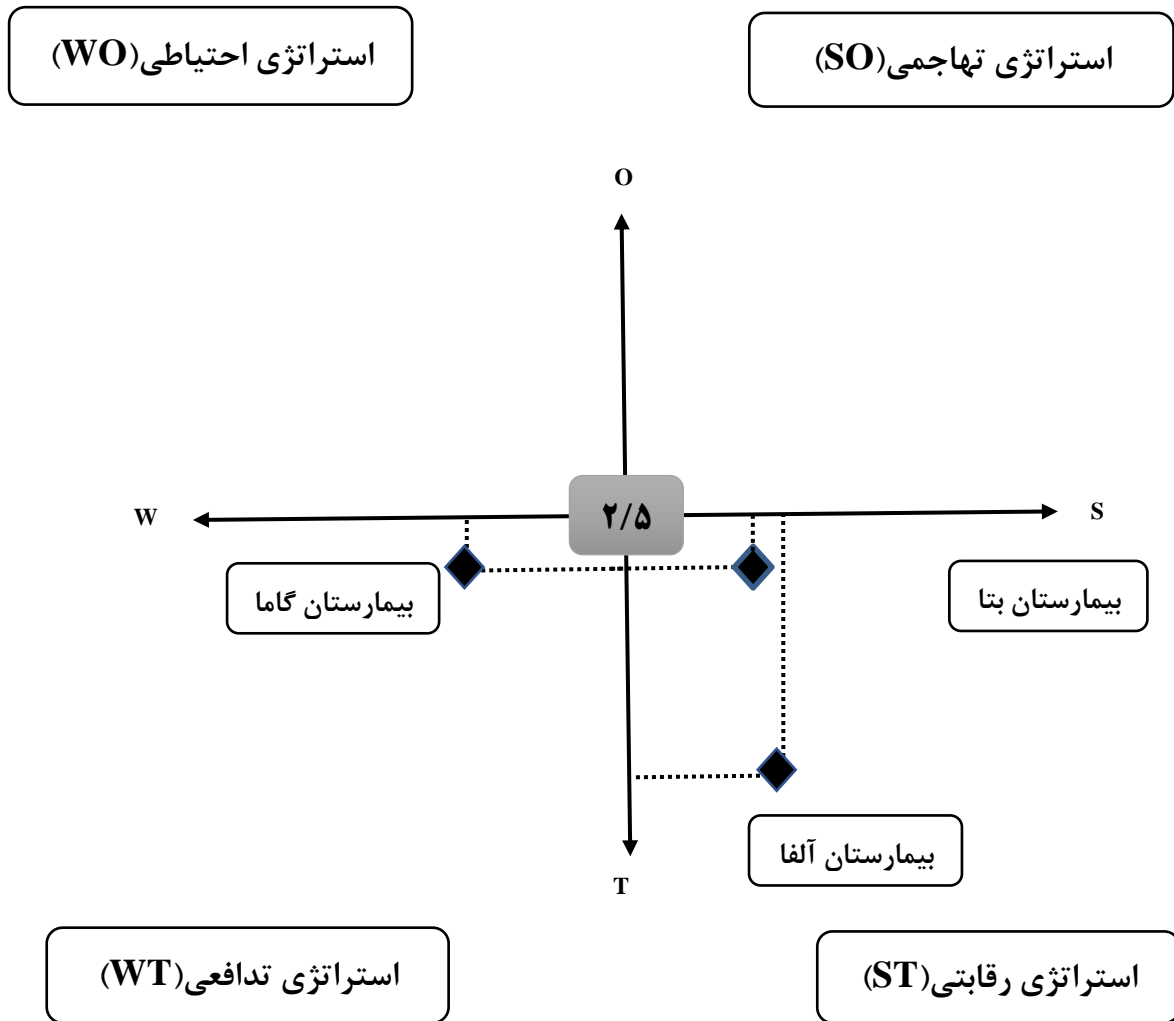 استراتژی تهاجمی(SO)
استراتژی احتیاطی(WO)
O
S
۲/۵
W
بیمارستان بتا
بیمارستان گاما
بیمارستان آلفا
T
استراتژی رقابتی(ST)
استراتژی تدافعی(WT)